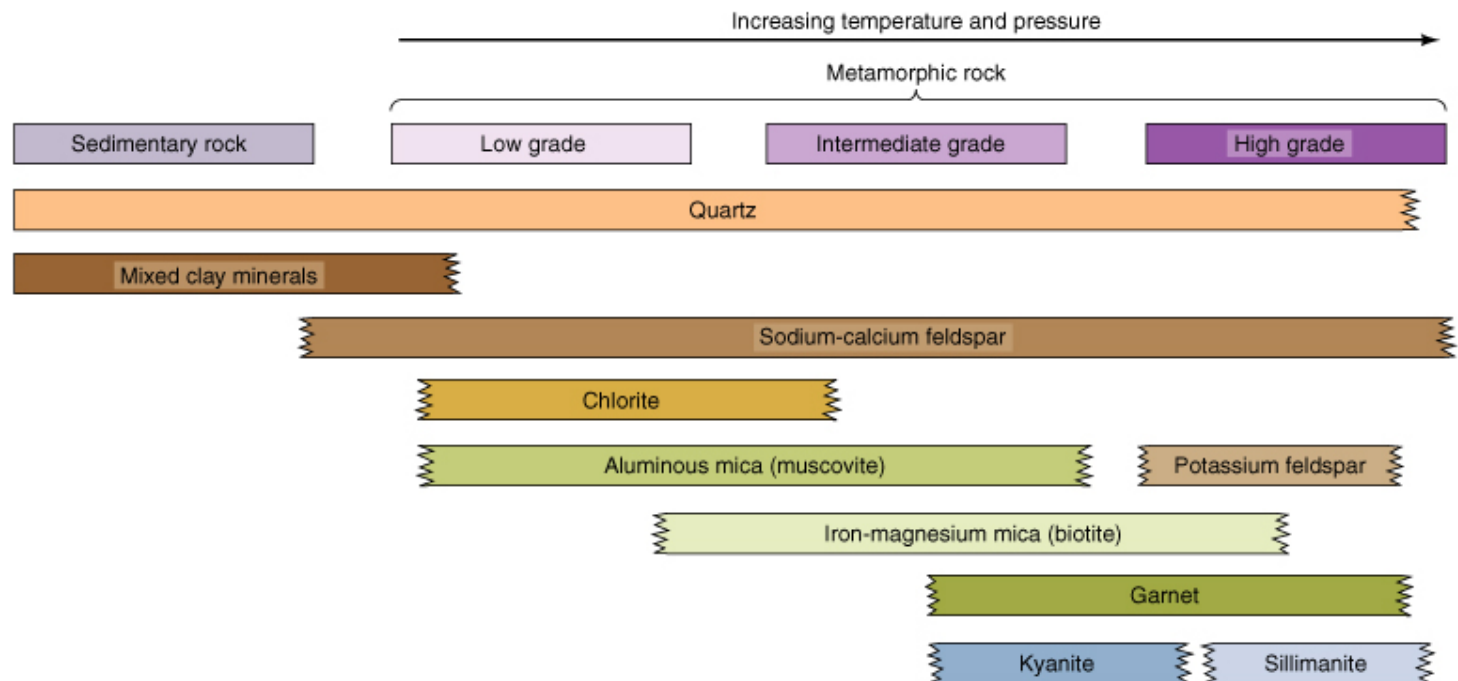 Increasing temperature and pressure
Metamorphic rock
Sedimentary rock
Low grade
Intermediate grade
High grade
Quartz
Mixed clay minerals
Sodium-calcium feldspar
Chlorite
Aluminous mica (muscovite)
Potassium feldspar
Iron-magnesium mica (biotite)
Garnet
Kyanite
Sillimanite